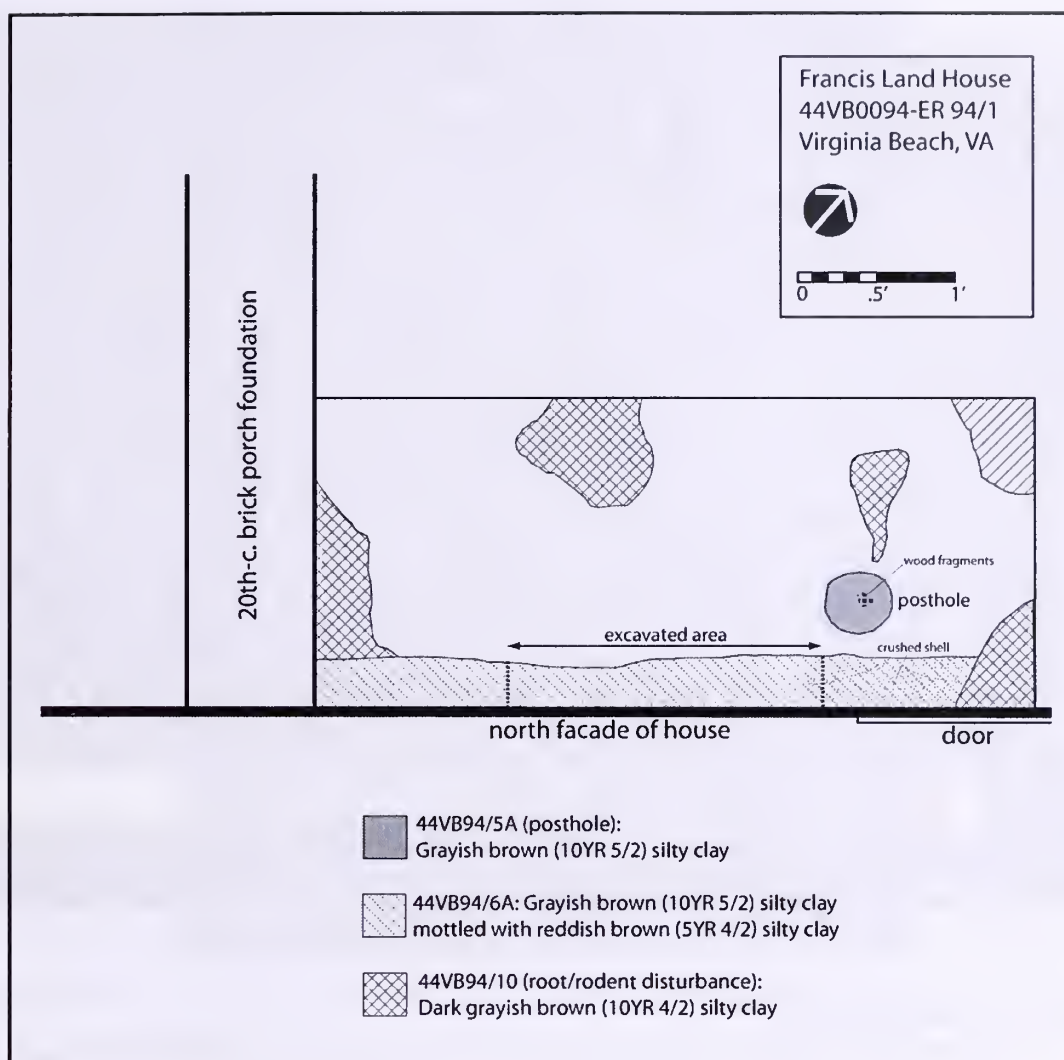 Francis Land House
44VB0094-ER 94/1
Virginia Beach, VA
0 .5' 1'
20th-c. brick porch foundation
wood fragments
posthole
excavated area
crushed shell
north facade of house
door
44VB94/5A (posthole):
Grayish brown (10YR 5/2) silty clay
44VB94/6A: Grayish brown (10YR 5/2) silty clay
mottled with reddish brown (5YR 4/2) silty clay
44VB94/10 (root/rodent disturbance):
Dark grayish brown (10YR 4/2) silty clay